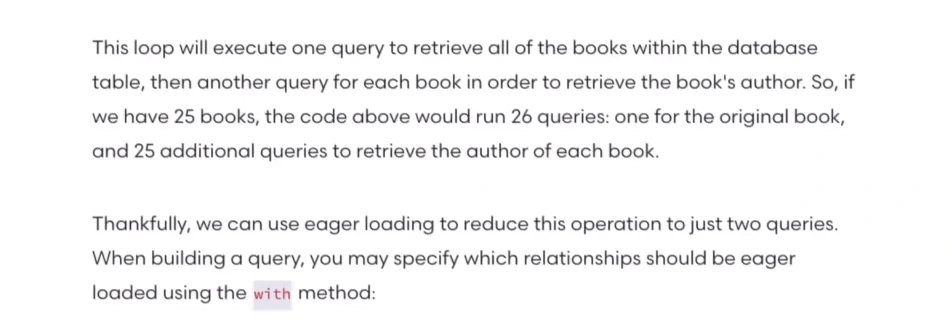 This loop will execute one query to retrieve all of the books within the database
table, then another query for each book in order to retrieve the book's author. So, if
we have 25 books, the code above would run 26 queries: one for the original book,
and 25 additional queries to retrieve the author of each book.
Thankfully, we can use eager loading to reduce this operation to just two queries.
When building a query, you may specify which relationships should be eager
loaded using the with method: